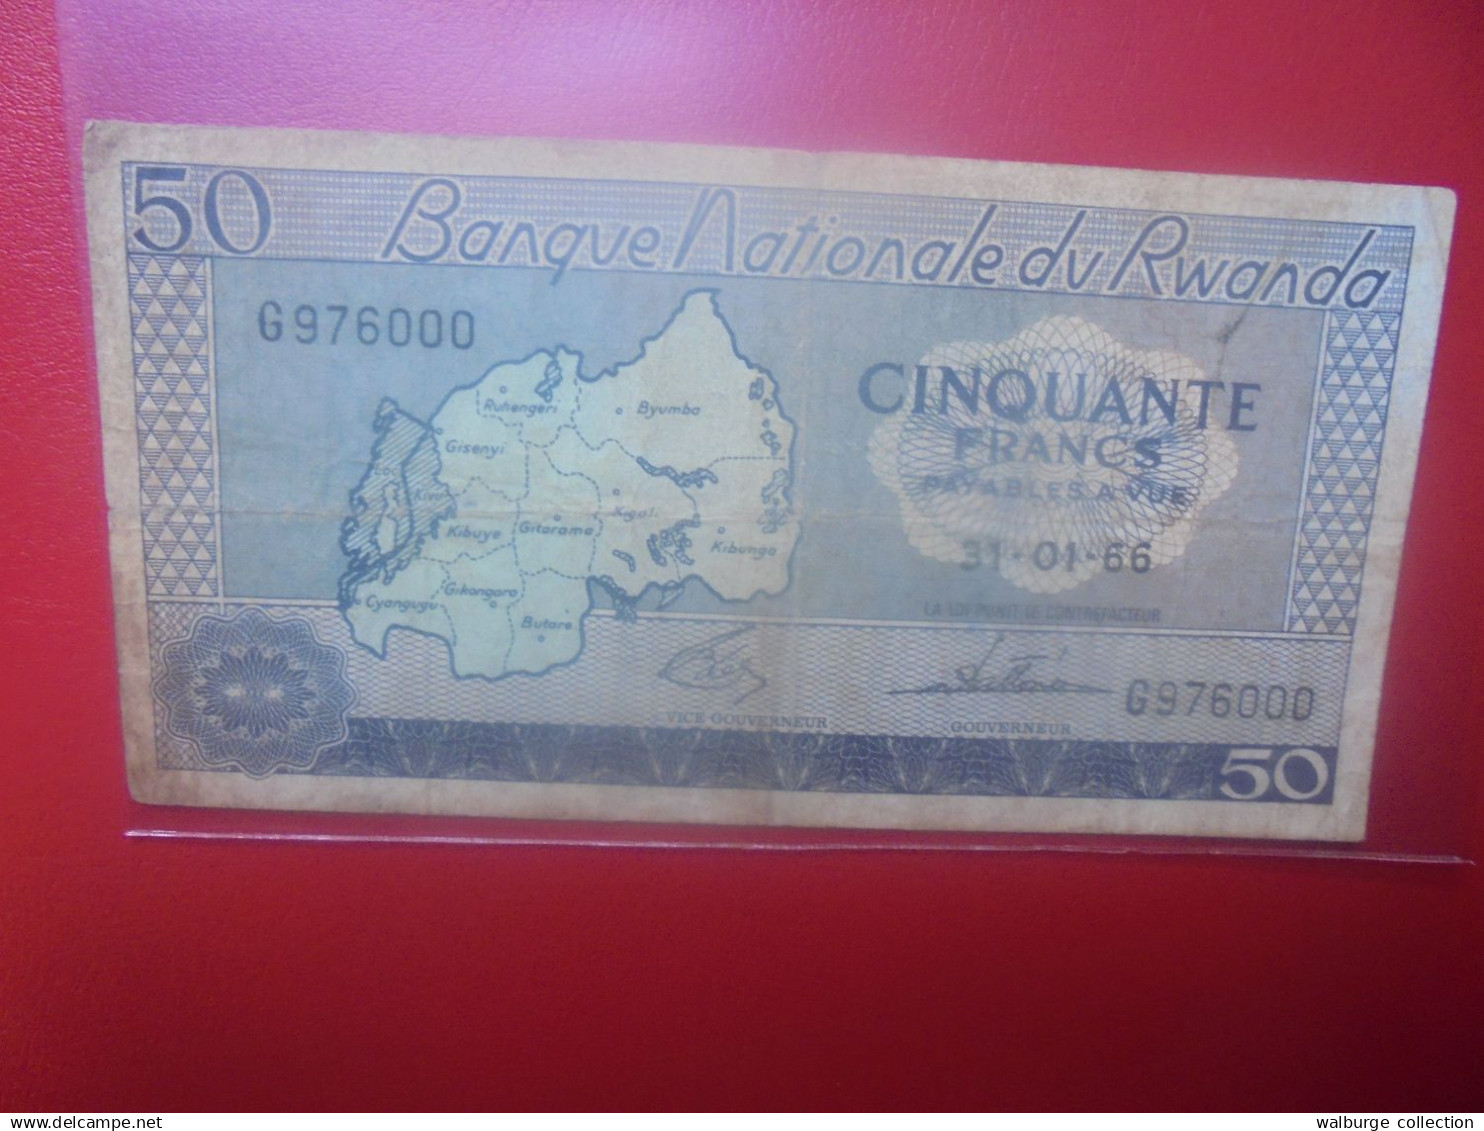 50 Banque Nationale du Rwanda
G976000
Ruhengeri
Byumba
Gisenyi
CINQUANTE
FRANCS
PAYABLES A VUE
Kivu
Kigali
Kibuye
Gitarama
Kibungo
31-01-66
Gikongoro
Cyangugu
Butare
LA LOI PUNIT LE CONTREFACTEUR
G976000
VICE GOUVERNEUR
GOUVERNEUR
50
www.delcampe.net
walburge collection